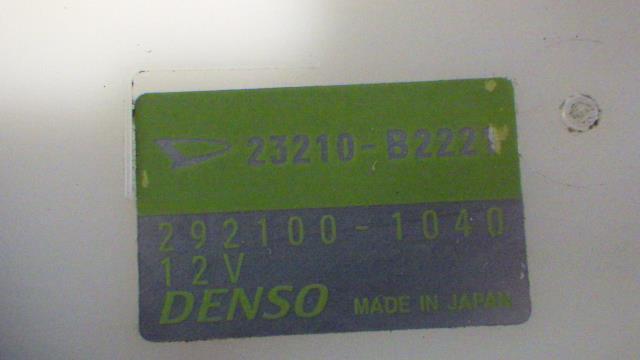 23210-B2221
292100-1040
12V
DENSO MADE IN JAPAN